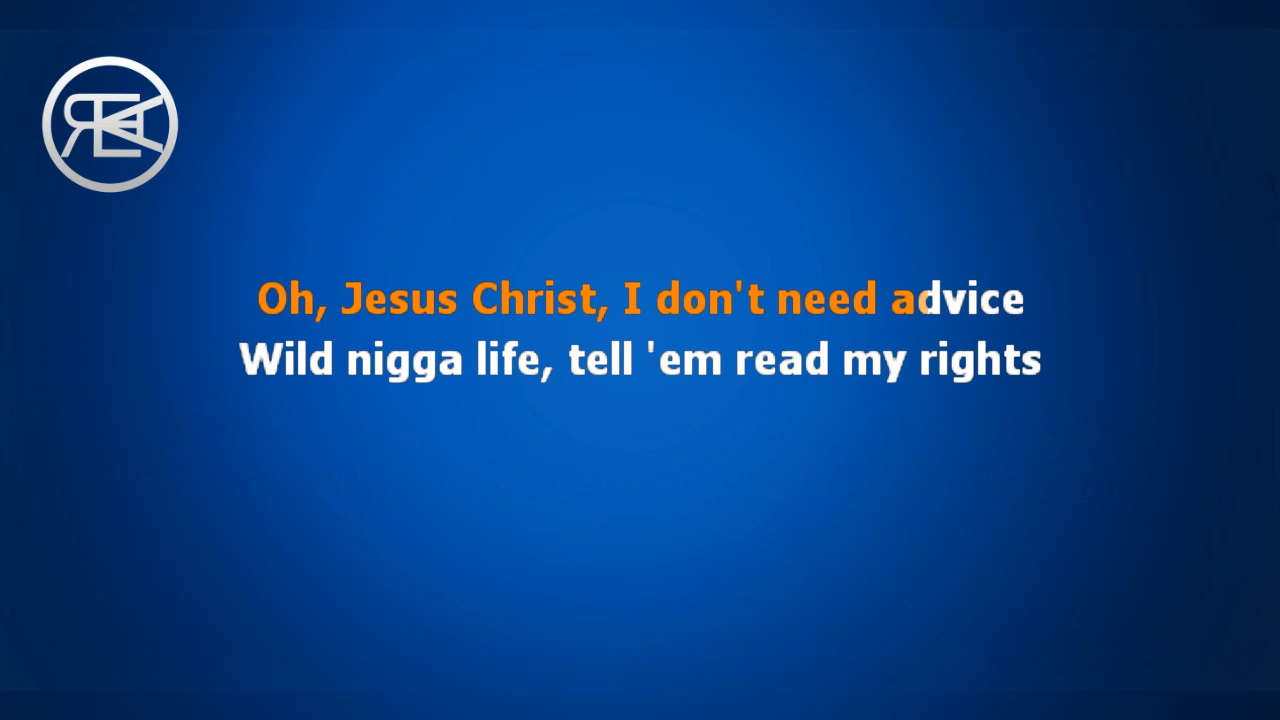 Oh, Jesus Christ, I don't need advice
Wild nigga life, tell 'em read my rights